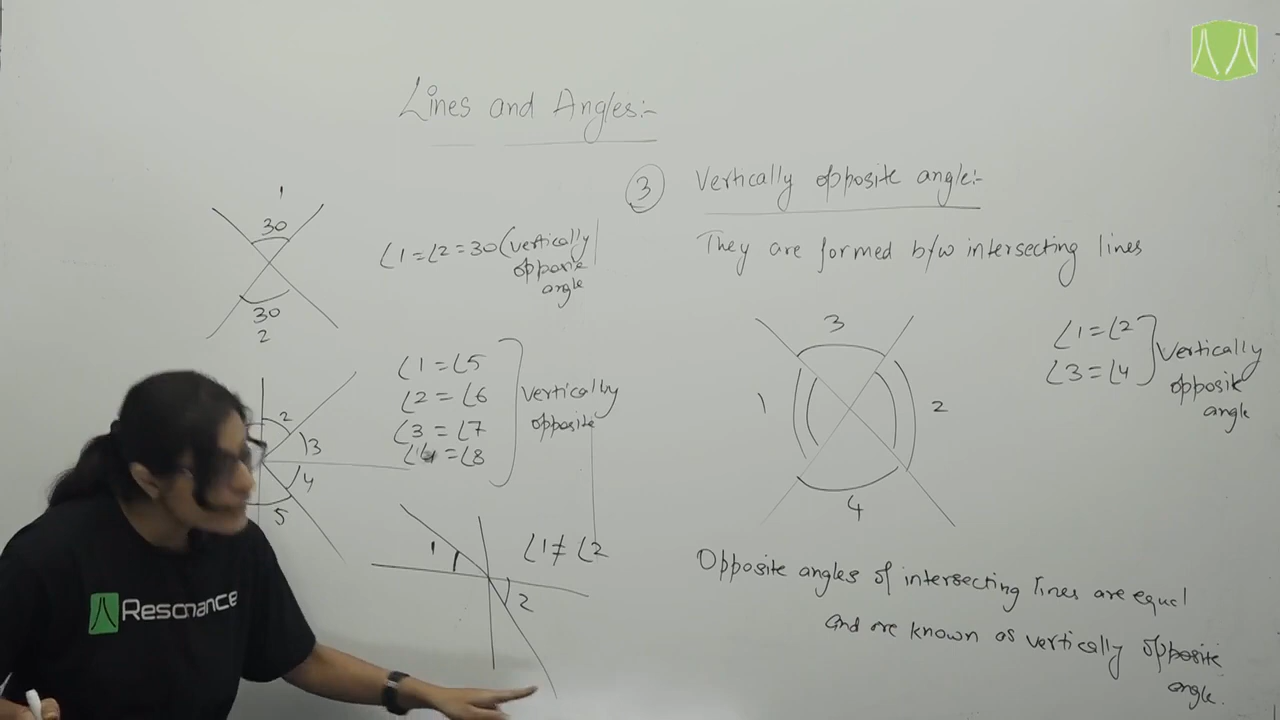 Lines and Angles:-
3 Vertically opposite angle:-
They are formed b/w intersecting lines
1
30
30
2
∠1=∠2=30 (vertically
opposite
angle
∠1=∠5
∠2=∠6
∠3=∠7
∠4=∠8
vertically
opposite
2
3
4
5
1
2
∠1≠∠2
3
1
2
4
∠1=∠2
∠3=∠4
Vertically
opposite
angle
Opposite angles of intersecting lines are equal
and are known as vertically opposite
angle.
Resonance